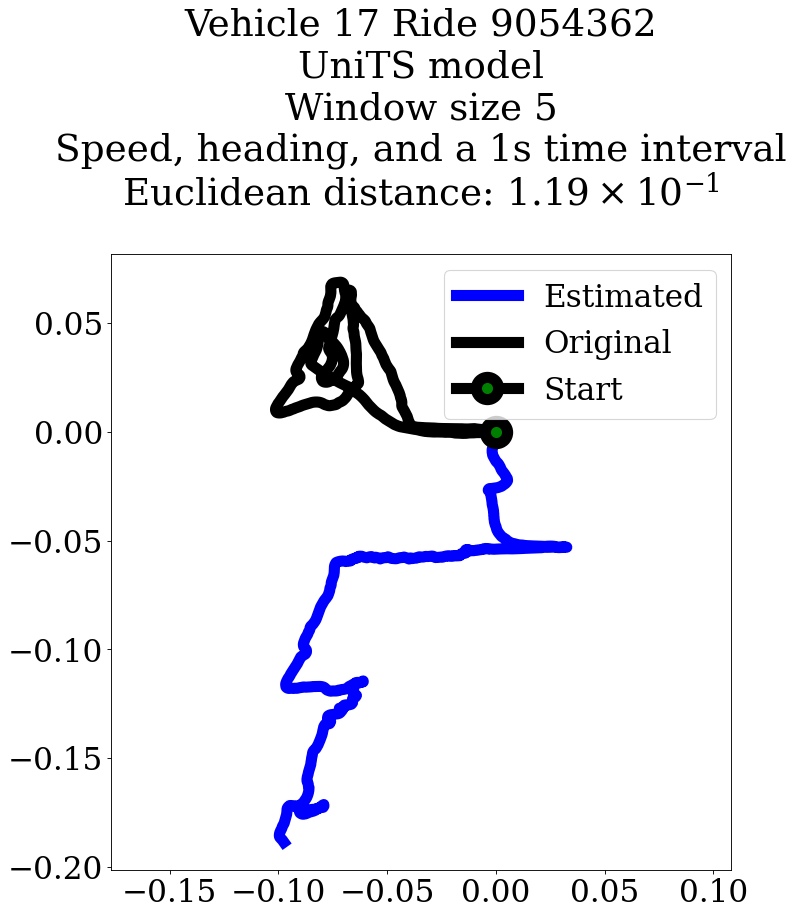 Vehicle 17 Ride 9054362
UniTS model
Window size 5
Speed, heading, and a 1s time interval
Euclidean distance: 1.19 × 10⁻¹
Estimated
Original
Start
0.05
0.00
−0.05
−0.10
−0.15
−0.20
−0.15 −0.10 −0.05 0.00 0.05 0.10